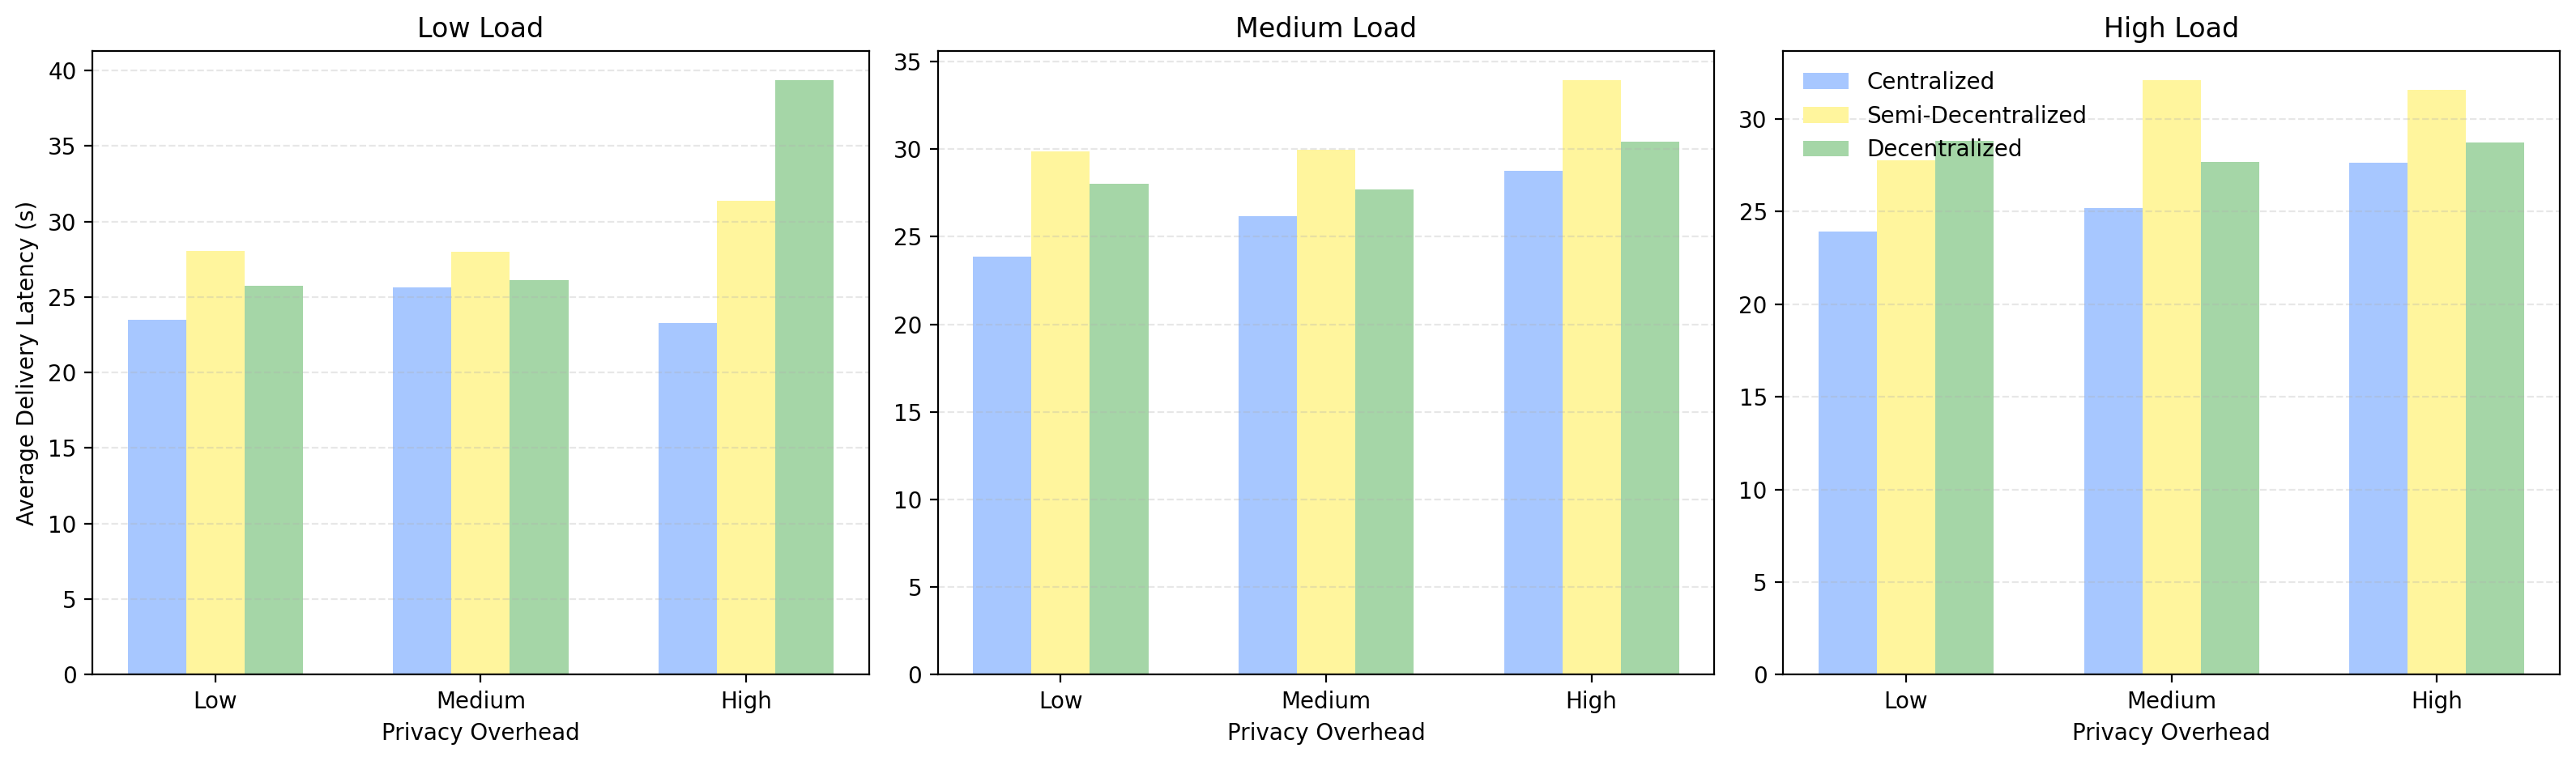 Low Load
Medium Load
High Load
Average Delivery Latency (s)
40
35
30
25
20
15
10
5
0
Low
Medium
High
Privacy Overhead
35
30
25
20
15
10
5
0
Low
Medium
High
Privacy Overhead
30
25
20
15
10
5
0
Centralized
Semi-Decentralized
Decentralized
Low
Medium
High
Privacy Overhead